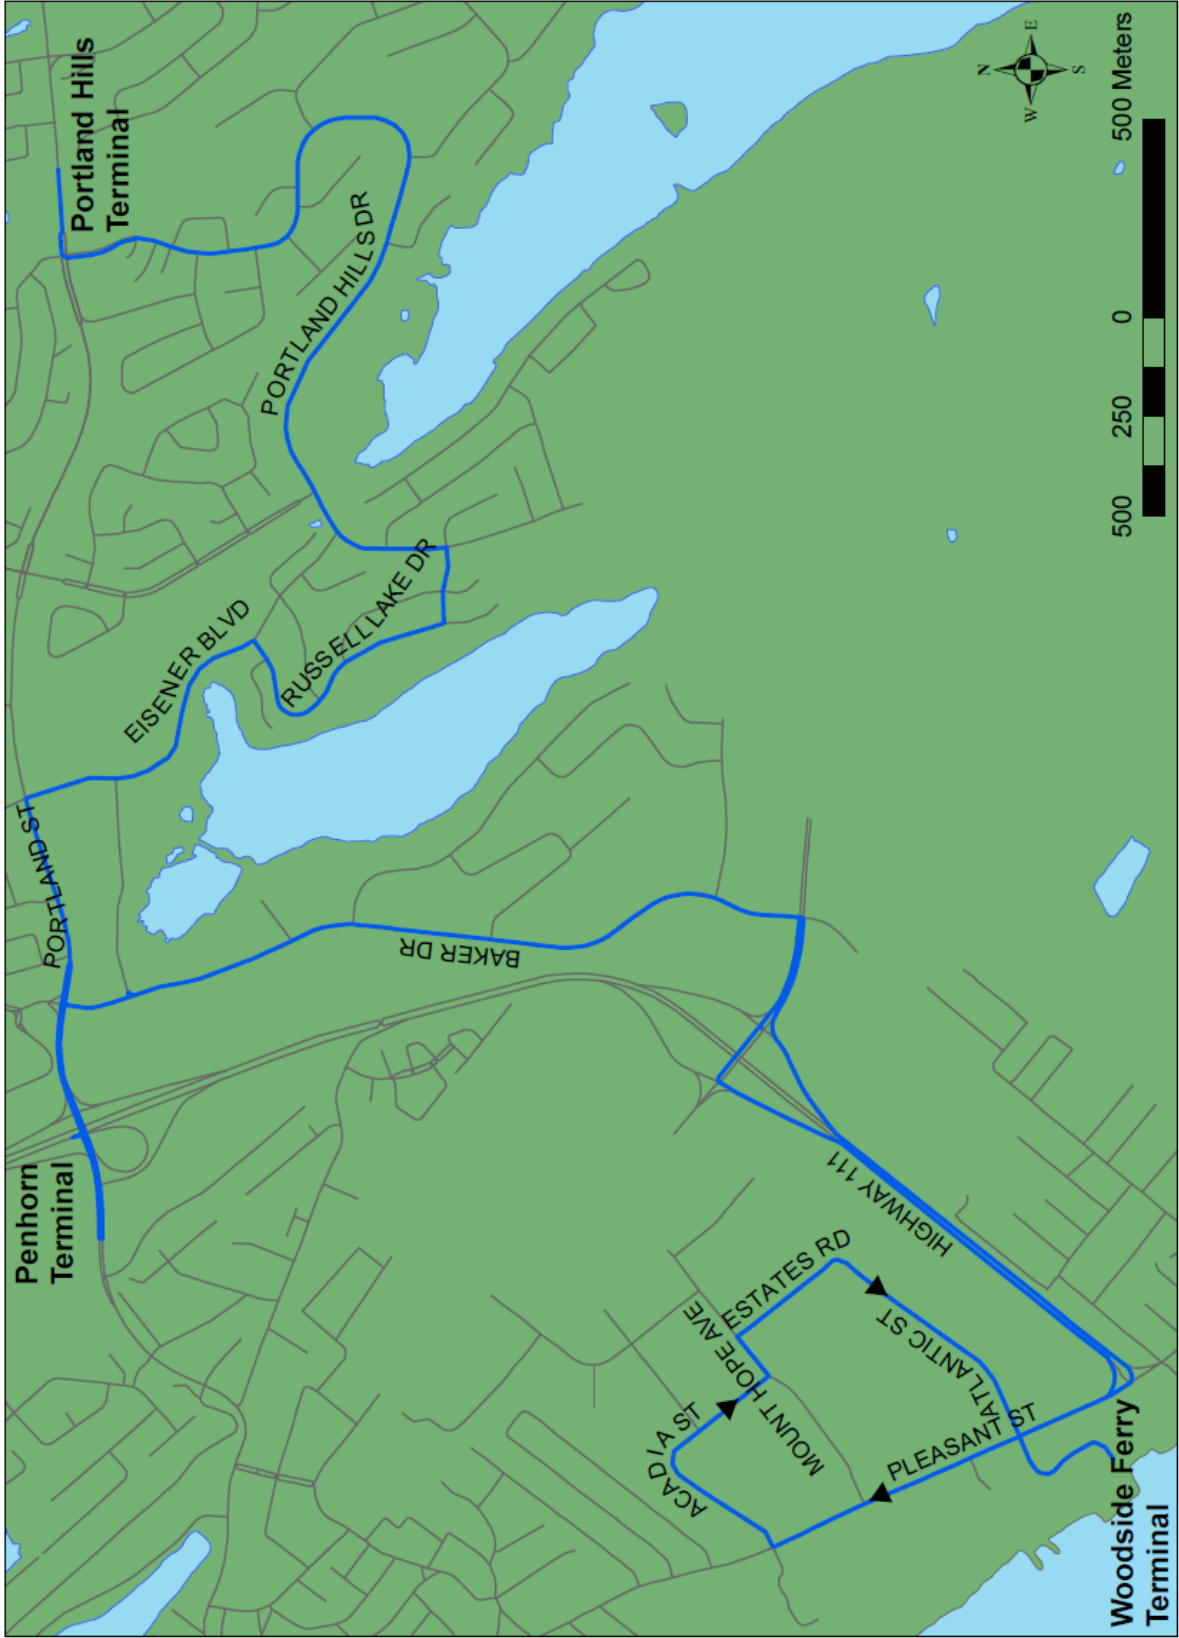 Penhorn
Terminal
PORTLAND ST
EISENER BLVD
RUSSELL LAKE DR
PORTLAND HILLS DR
Portland Hills
Terminal
BAKER DR
HIGHWAY 111
ACADIA ST
MOUNT HOPE AVE
ESTATES RD
ATLANTIC ST
PLEASANT ST
Woodside Ferry
Terminal
N
W
E
S
500
250
0
500 Meters